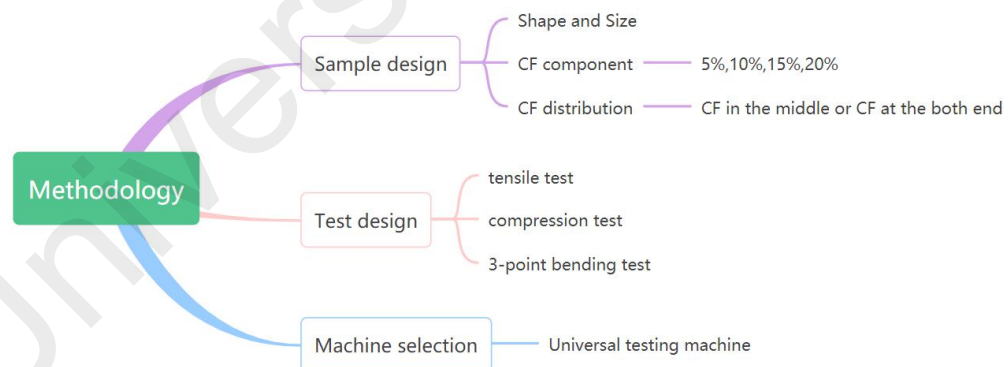 Methodology
Sample design
Shape and Size
CF component
5%,10%,15%,20%
CF distribution
CF in the middle or CF at the both end
Test design
tensile test
compression test
3-point bending test
Machine selection
Universal testing machine
Univers